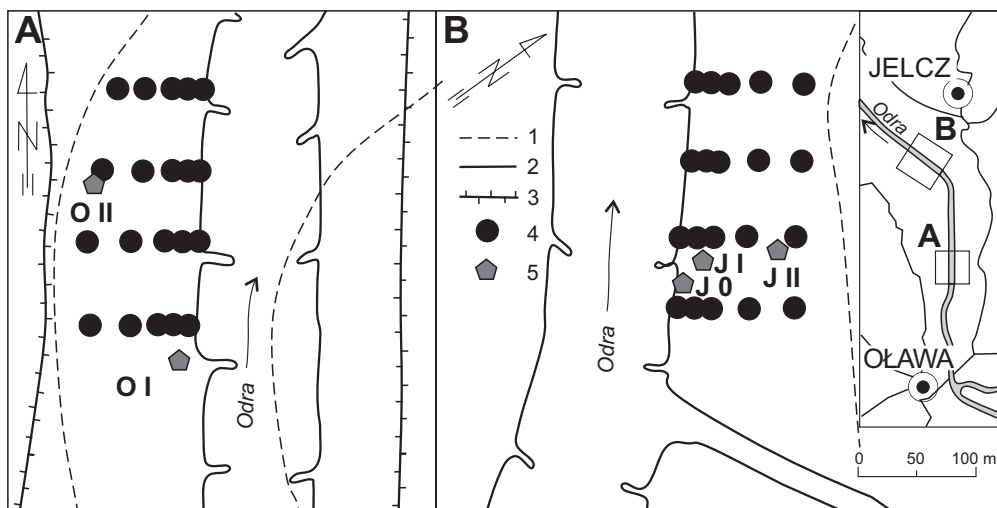 A
N
O II
O I
Odra
B
N
1
2
3
4
5
Odra
J I
J 0
J II
JELCZ
Odra
B
A
OŁAWA
0 50 100 m